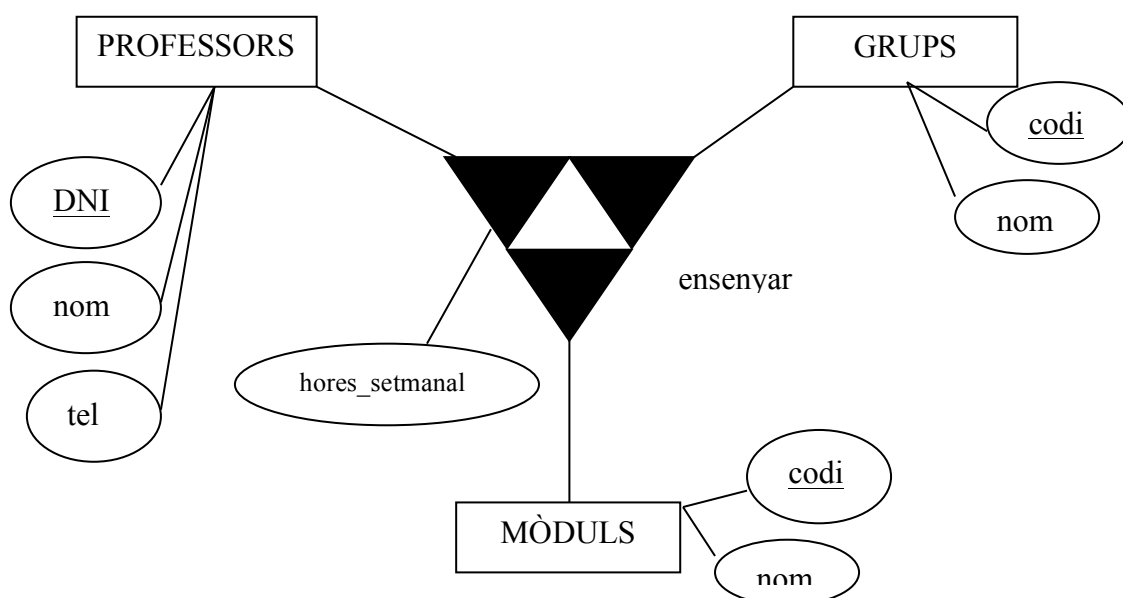 PROFESSORS
GRUPS
codi
DNI
nom
nom
ensenyar
hores_setmanal
tel
codi
MÒDULS
nom